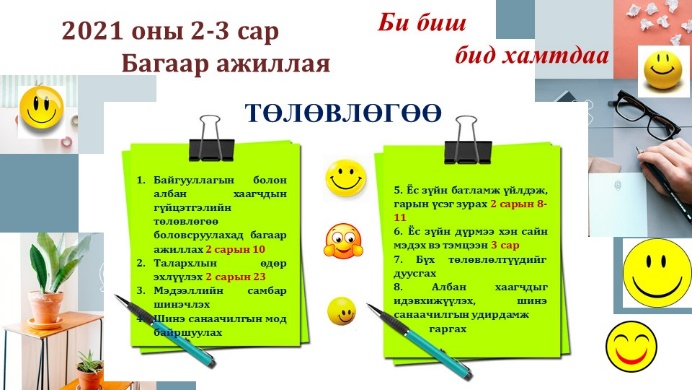 2021 оны 2-3 сар
Багаар ажиллая
Би биш
бид хамтдаа
ТӨЛӨВЛӨГӨӨ
1. Байгууллагын болон
албан хаагчдын
гүйцэтгэлийн
төлөвлөгөө
боловсруулахад багаар
ажиллах 2 сарын 10
2. Талархлын өдөр
эхлүүлэх 2 сарын 23
3. Мэдээллийн самбар
шинэчлэх
4. Шинэ санаачилгын мод
байршуулах
5. Ёс зүйн батламж үйлдэж,
гарын үсэг зурах 2 сарын 8-
11
6. Ёс зүйн дүрмээ хэн сайн
мэдэх вэ тэмцээн 3 сар
7. Бүх төлөвлөлтүүдийг
дуусгах
8. Албан хаагчдыг
идэвхижүүлэх, шинэ
санаачилгын удирдамж
гаргах